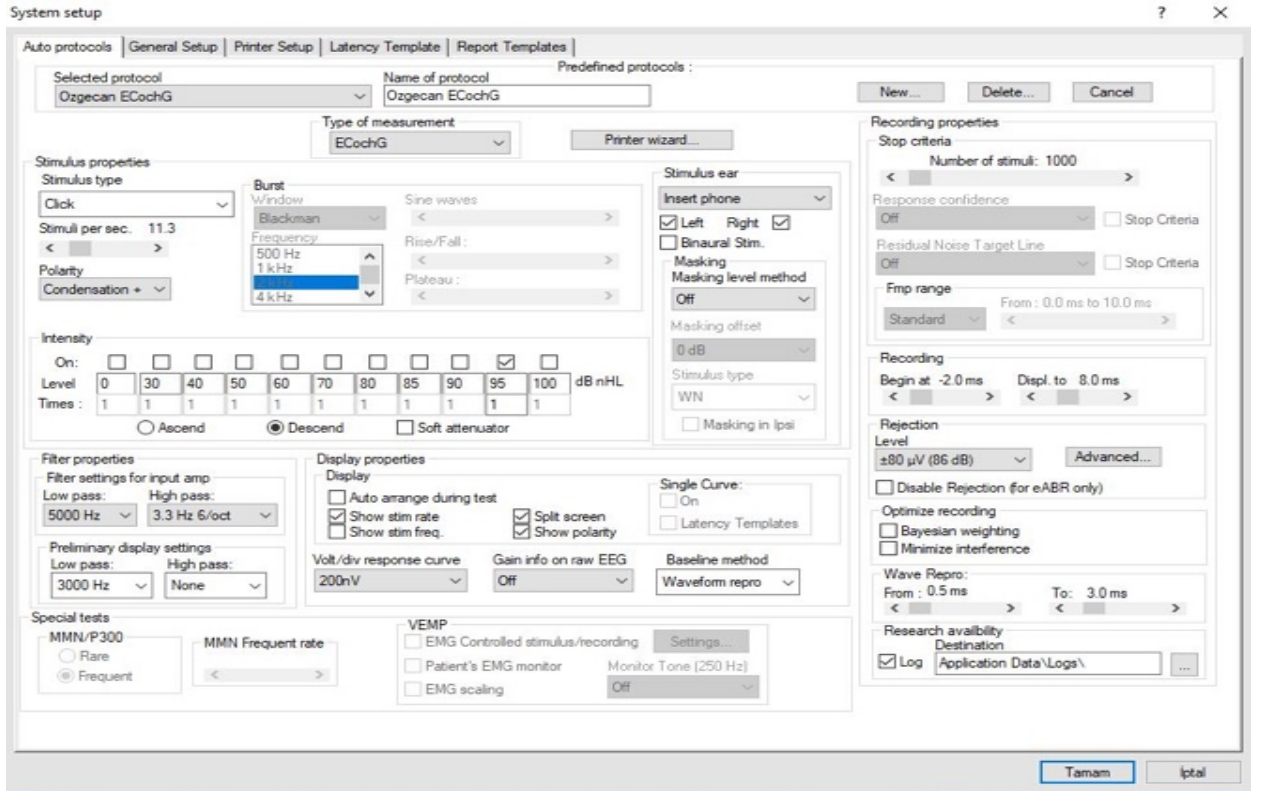 System setup
Auto protocols
General Setup
Printer Setup
Latency Template
Report Templates
Predefined protocols :
Selected protocol
Ozgecan ECochG
Name of protocol
Ozgecan ECochG
New...
Delete...
Cancel
Type of measurement
ECochG
Printer wizard...
Stimulus properties
Stimulus type
Click
Stimuli per sec. 11.3
Polarity
Condensation +
Burst
Window
Blackman
Frequency
500 Hz
1 kHz
4 kHz
Sine waves
Rise/Fall :
Plateau :
Stimulus ear
Insert phone
Left Right
Binaural Stim.
Masking
Masking level method
Off
Masking offset
0 dB
Stimulus type
WN
Masking in Ipsi
Intensity
On:
Level 0 30 40 50 60 70 80 85 90 95 100 dB nHL
Times : 1 1 1 1 1 1 1 1 1 1 1
Ascend Descend Soft attenuator
Filter properties
Filter settings for input amp
Low pass: High pass:
5000 Hz 3.3 Hz 6/oct
Preliminary display settings
Low pass: High pass:
3000 Hz None
Display properties
Display
Auto arrange during test
Show stim rate Split screen
Show stim freq. Show polarity
Single Curve:
On
Latency Templates
Volt/div response curve
200nV
Gain info on raw EEG
Off
Baseline method
Waveform repro
Special tests
MMN/P300
Rare
Frequent
MMN Frequent rate
VEMP
EMG Controlled stimulus/recording
Settings...
Patient's EMG monitor
EMG scaling
Monitor Tone (250 Hz)
Off
Recording properties
Stop criteria
Number of stimuli: 1000
Response confidence
Off
Stop Criteria
Residual Noise Target Line
Off
Stop Criteria
Fmp range
Standard
From : 0.0 ms to 10.0 ms
Recording
Begin at -2.0 ms Displ. to 8.0 ms
Rejection
Level
±80 µV (86 dB)
Advanced...
Disable Rejection (for eABR only)
Optimize recording
Bayesian weighting
Minimize interference
Wave Repro:
From : 0.5 ms To: 3.0 ms
Research availbility
Destination
Log Application Data\Logs\
...
Tamam
İptal